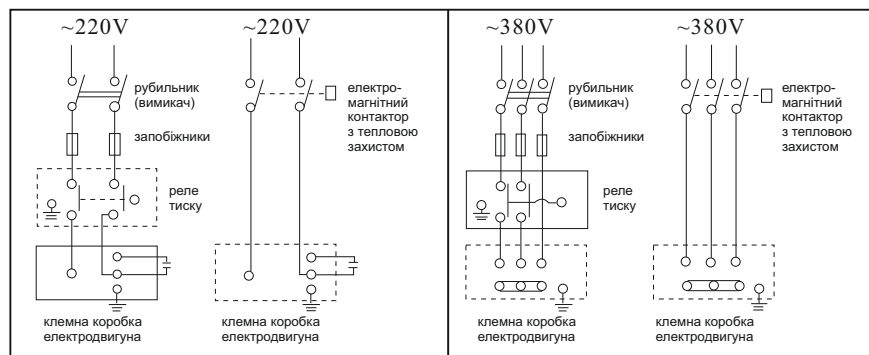 ~220V
~220V
рубильник
(вимикач)
запобіжники
реле
тиску
електро-
магнітний
контактор
з тепловою
захистом
клемна коробка
електродвигуна
клемна коробка
електродвигуна
~380V
~380V
рубильник
(вимикач)
запобіжники
реле
тиску
електро-
магнітний
контактор
з тепловою
захистом
клемна коробка
електродвигуна
клемна коробка
електродвигуна